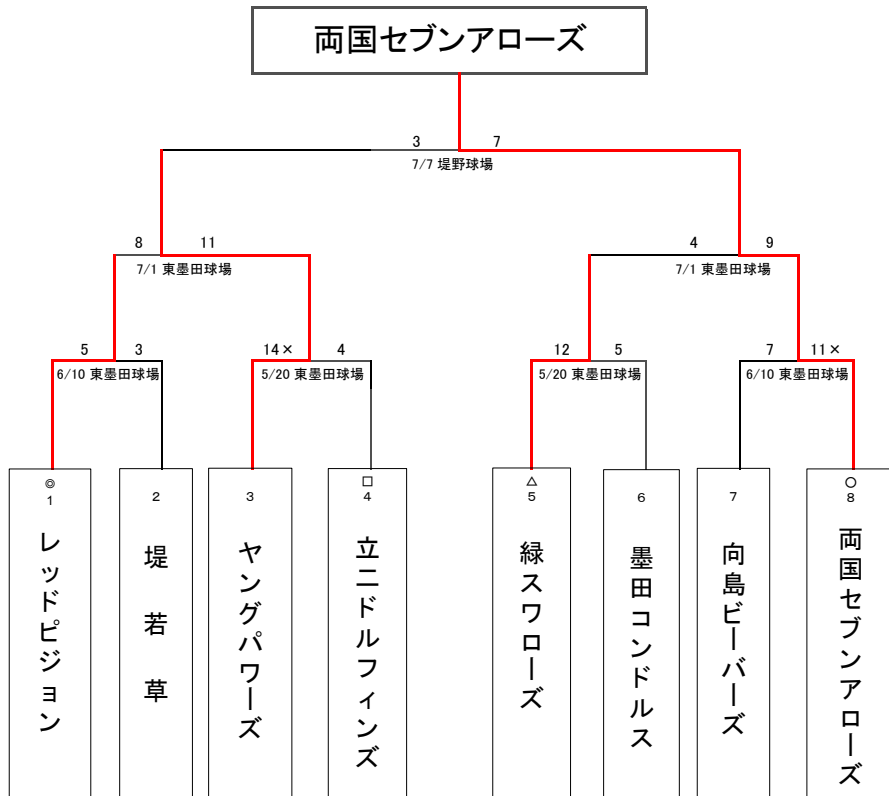 両国セブンアローズ
3 7
7/7 堤野球場
8 11
7/1 東墨田球場
4 9
7/1 東墨田球場
5 3
6/10 東墨田球場
14× 4
5/20 東墨田球場
12 5
5/20 東墨田球場
7 11×
6/10 東墨田球場
◎
1
レッドピジョン
2
堤若草
3
ヤングパワーズ
□
4
立二ドルフィンズ
△
5
緑スワローズ
6
墨田コンドルス
7
向島ビーバーズ
○
8
両国セブンアローズ